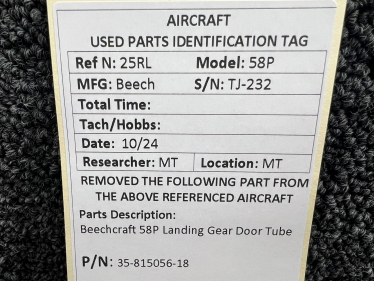 AIRCRAFT
USED PARTS IDENTIFICATION TAG
Ref N: 25RL Model: 58P
MFG: Beech S/N: TJ-232
Total Time:
Tach/Hobbs:
Date: 10/24
Researcher: MT Location: MT
REMOVED THE FOLLOWING PART FROM
THE ABOVE REFERENCED AIRCRAFT
Parts Description:
Beechcraft 58P Landing Gear Door Tube
P/N: 35-815056-18